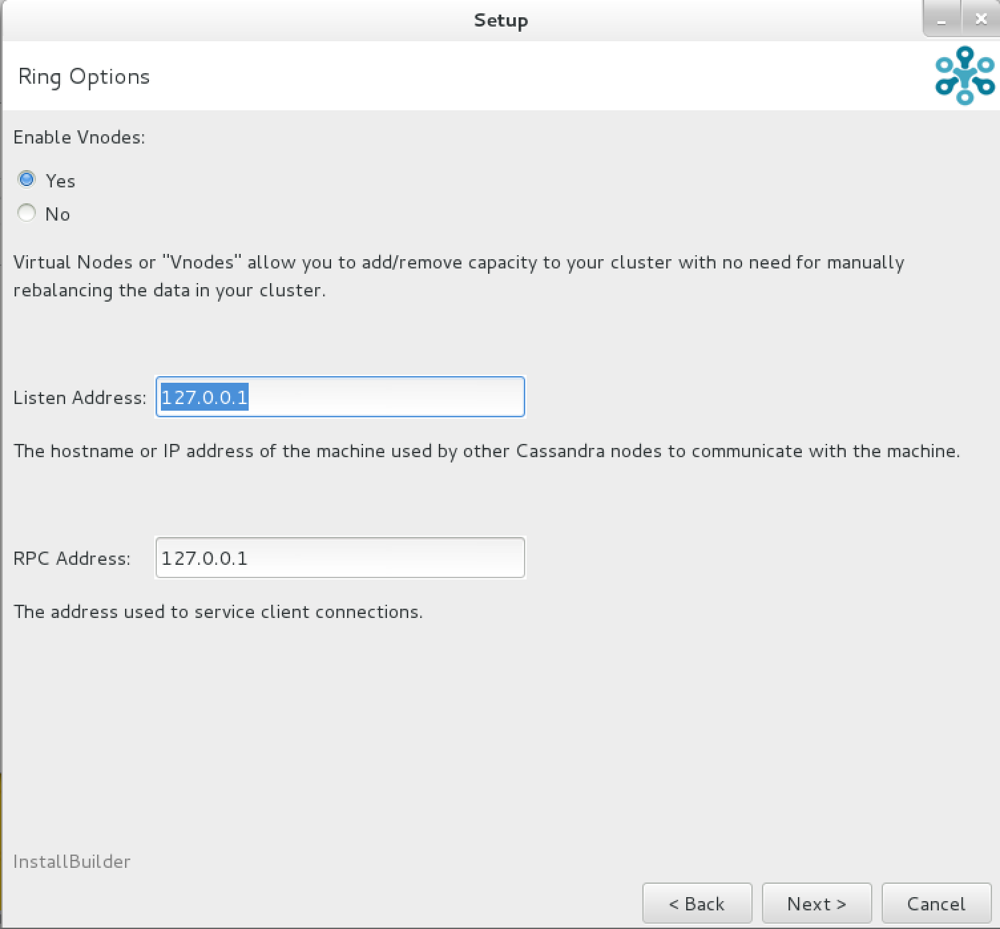 Setup
Ring Options
Enable Vnodes:
Yes
No
Virtual Nodes or "Vnodes" allow you to add/remove capacity to your cluster with no need for manually
rebalancing the data in your cluster.
Listen Address: 127.0.0.1
The hostname or IP address of the machine used by other Cassandra nodes to communicate with the machine.
RPC Address: 127.0.0.1
The address used to service client connections.
InstallBuilder
< Back Next > Cancel